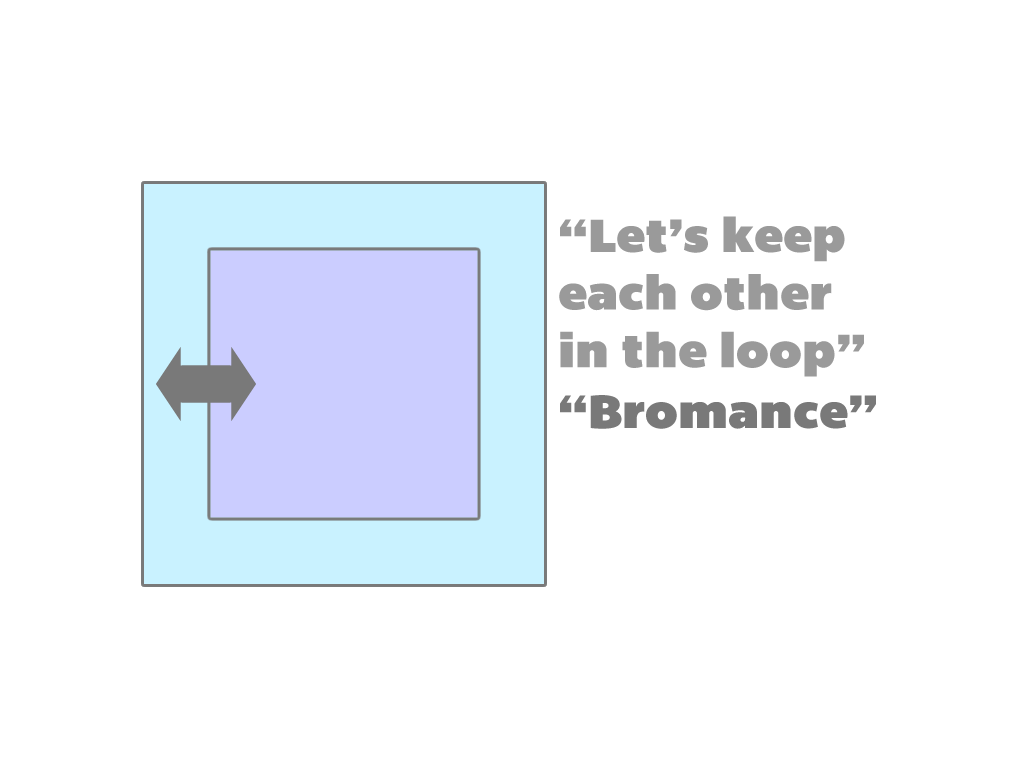 “Let’s keep
each other
in the loop”
“Bromance”